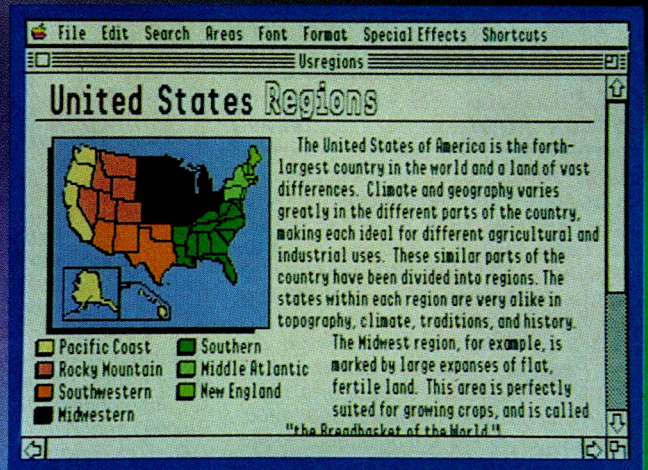 File Edit Search Areas Font Format Special Effects Shortcuts
Usregions
United States Regions
The United States of America is the forth-
largest country in the world and a land of vast
differences. Climate and geography varies
greatly in the different parts of the country,
making each ideal for different agricultural and
industrial uses. These similar parts of the
country have been divided into regions. The
states within each region are very alike in
topography, climate, traditions, and history.
The Midwest region, for example, is
marked by large expanses of flat,
fertile land. This area is perfectly
suited for growing crops, and is called
"the Breadbasket of the World."
Pacific Coast
Rocky Mountain
Southwestern
Midwestern
Southern
Middle Atlantic
New England